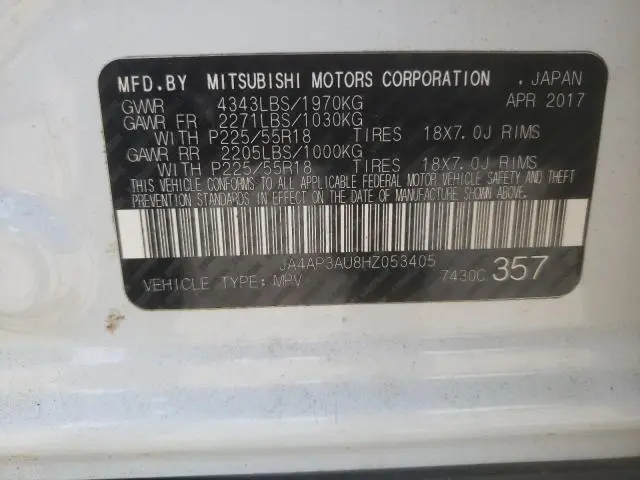 MFD.BY MITSUBISHI MOTORS CORPORATION . JAPAN
GVWR 4343LBS/1970KG APR 2017
GAWR FR 2271LBS/1030KG
WITH P225/55R18 TIRES 18X7.0J RIMS
GAWR RR 2205LBS/1000KG
WITH P225/55R18 TIRES 18X7.0J RIMS
THIS VEHICLE CONFORMS TO ALL APPLICABLE FEDERAL MOTOR VEHICLE SAFETY AND THEFT
PREVENTION STANDARDS IN EFFECT ON THE DATE OF MANUFACTURE SHOWN ABOVE.
JA4AP3AU8HZ053405
VEHICLE TYPE: MPV 7430C 357